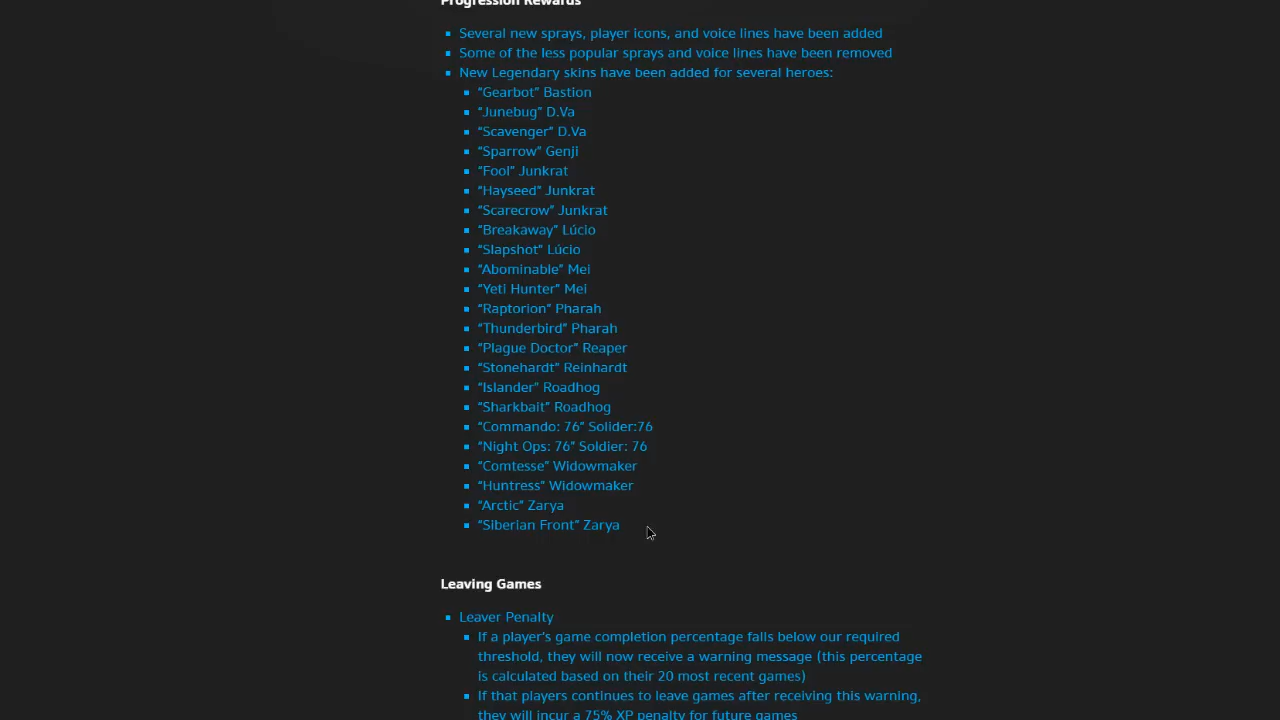 Progression Rewards
Several new sprays, player icons, and voice lines have been added
Some of the less popular sprays and voice lines have been removed
New Legendary skins have been added for several heroes:
“Gearbot” Bastion
“Junebug” D.Va
“Scavenger” D.Va
“Sparrow” Genji
“Fool” Junkrat
“Hayseed” Junkrat
“Scarecrow” Junkrat
“Breakaway” Lúcio
“Slapshot” Lúcio
“Abominable” Mei
“Yeti Hunter” Mei
“Raptorion” Pharah
“Thunderbird” Pharah
“Plague Doctor” Reaper
“Stonehardt” Reinhardt
“Islander” Roadhog
“Sharkbait” Roadhog
“Commando: 76” Solider:76
“Night Ops: 76” Soldier: 76
“Comtesse” Widowmaker
“Huntress” Widowmaker
“Arctic” Zarya
“Siberian Front” Zarya
Leaving Games
Leaver Penalty
If a player’s game completion percentage falls below our required
threshold, they will now receive a warning message (this percentage
is calculated based on their 20 most recent games)
If that players continues to leave games after receiving this warning,
they will incur a 75% XP penalty for future games